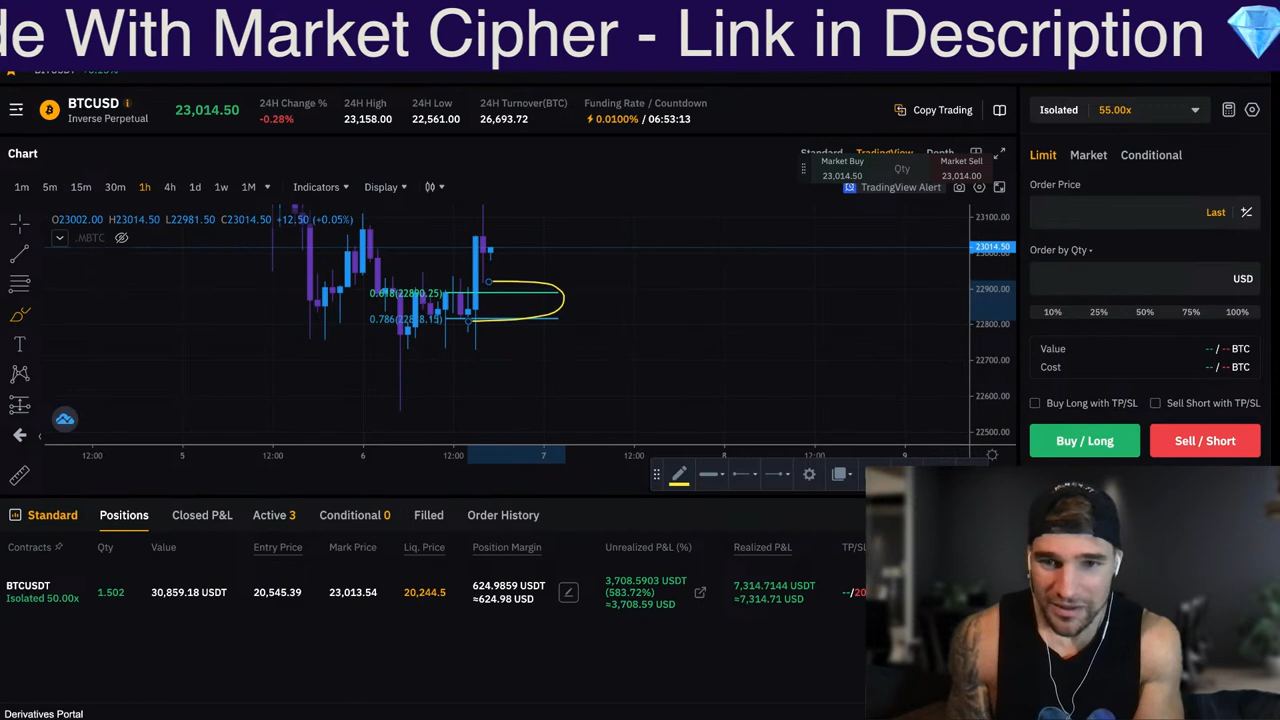 de With Market Cipher - Link in Description
BTCUSD
Inverse Perpetual
23,014.50
24H Change %
-0.28%
24H High
23,158.00
24H Low
22,561.00
24H Turnover(BTC)
26,693.72
Funding Rate / Countdown
0.0100% / 06:53:13
Copy Trading
Isolated 55.00x
Chart
Standard TradingView Depth
Market Buy
23,014.50
Qty
Market Sell
23,014.00
Limit Market Conditional
1m 5m 15m 30m 1h 4h 1d 1w 1M Indicators Display
TradingView Alert
Order Price
Last
O23002.00 H23014.50 L22981.50 C23014.50 +12.50 (+0.05%)
.MBTC
23100.00
23014.50
23000.00
22900.00
22800.00
22700.00
22600.00
22500.00
Order by Qty
USD
10% 25% 50% 75% 100%
Value -- / -- BTC
Cost -- / -- BTC
Buy Long with TP/SL Sell Short with TP/SL
Buy / Long Sell / Short
12:00 5 12:00 6 12:00 7 12:00 8 12:00 9
Standard Positions Closed P&L Active 3 Conditional 0 Filled Order History
Contracts Qty Value Entry Price Mark Price Liq. Price Position Margin Unrealized P&L (%) Realized P&L TP/SL
BTCUSDT
Isolated 50.00x
1.502
30,859.18 USDT
20,545.39
23,013.54
20,244.5
624.9859 USDT
≈624.98 USD
3,708.5903 USDT
(583.72%)
≈3,708.59 USD
7,314.7144 USDT
≈7,314.71 USD
--/20
Derivatives Portal